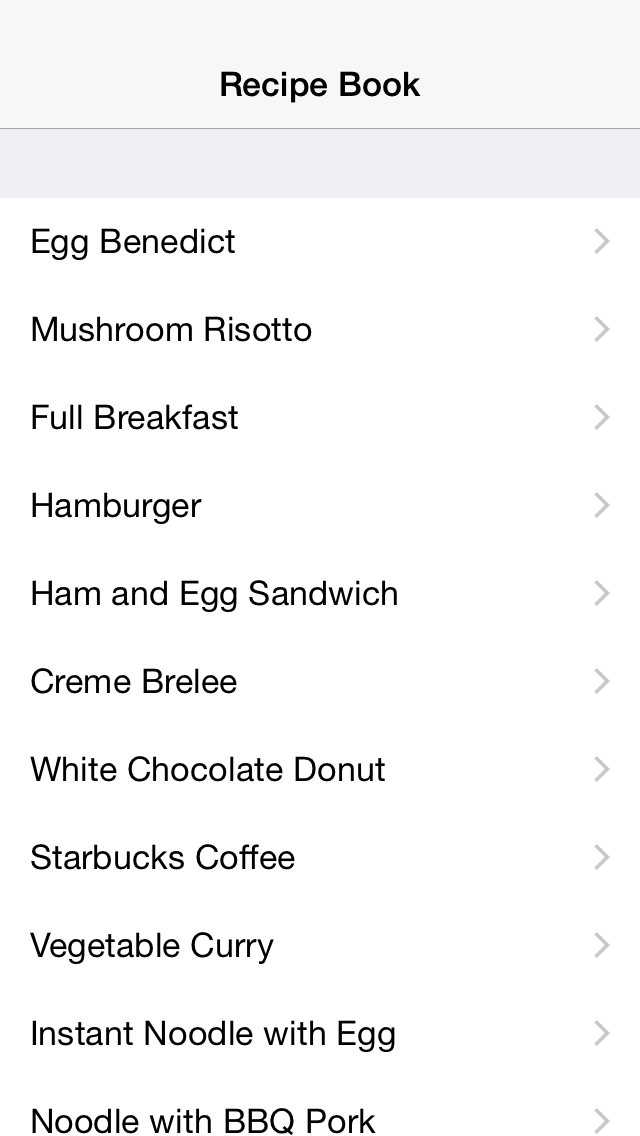 Recipe Book
Egg Benedict
Mushroom Risotto
Full Breakfast
Hamburger
Ham and Egg Sandwich
Creme Brelee
White Chocolate Donut
Starbucks Coffee
Vegetable Curry
Instant Noodle with Egg
Noodle with BBQ Pork